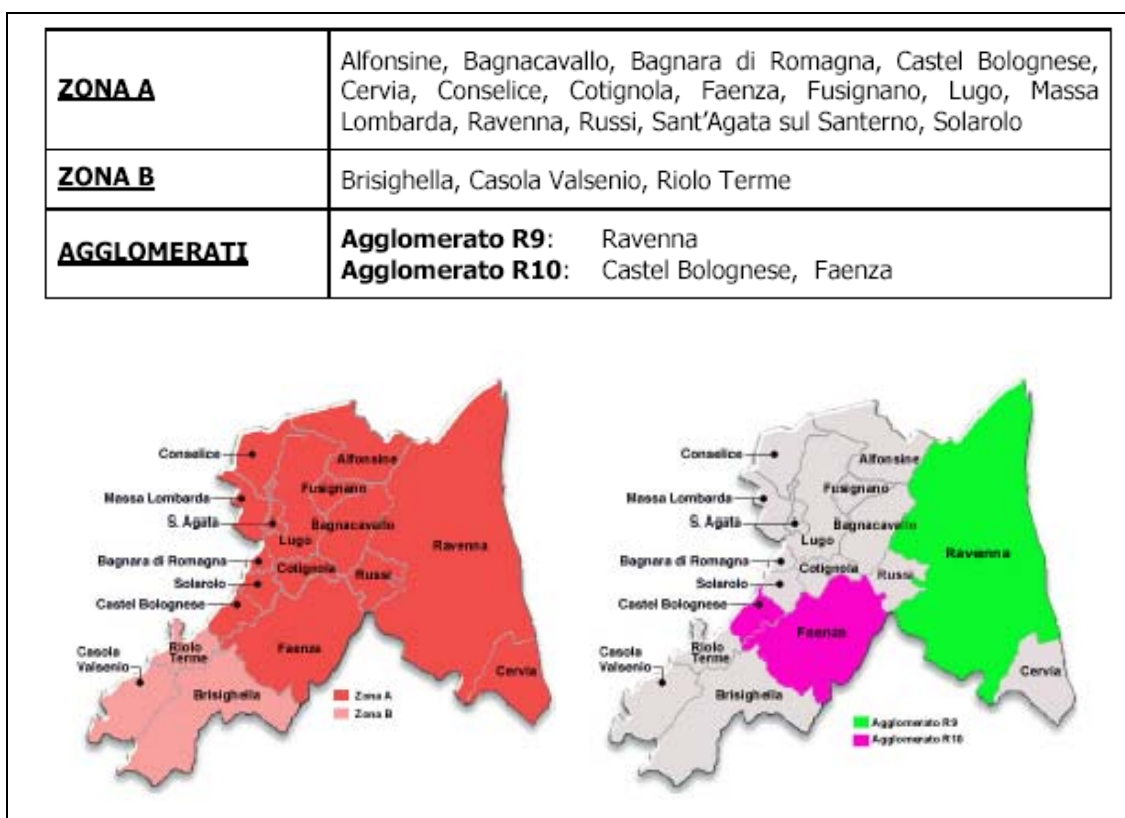 ZONA A
Alfonsine, Bagnacavallo, Bagnara di Romagna, Castel Bolognese,
Cervia, Conselice, Cotignola, Faenza, Fusignano, Lugo, Massa
Lombarda, Ravenna, Russi, Sant'Agata sul Santerno, Solarolo
ZONA B
Brisighella, Casola Valsenio, Riolo Terme
AGGLOMERATI
Agglomerato R9: Ravenna
Agglomerato R10: Castel Bolognese, Faenza
Conselice
Alfonsine
Massa Lombarda
Fusignano
S. Agata
Bagnacavallo
Lugo
Ravenna
Bagnara di Romagna
Cotignola
Russi
Solarolo
Castel Bolognese
Riolo
Terme
Faenza
Casola
Valsenio
Cervia
Brisighella
Zona A
Zona B
Conselice
Alfonsine
Massa Lombarda
Fusignano
S. Agata
Bagnacavallo
Lugo
Ravenna
Bagnara di Romagna
Cotignola
Russi
Solarolo
Castel Bolognese
Faenza
Riolo
Terme
Casola
Valsenio
Cervia
Brisighella
Agglomerato R9
Agglomerato R10